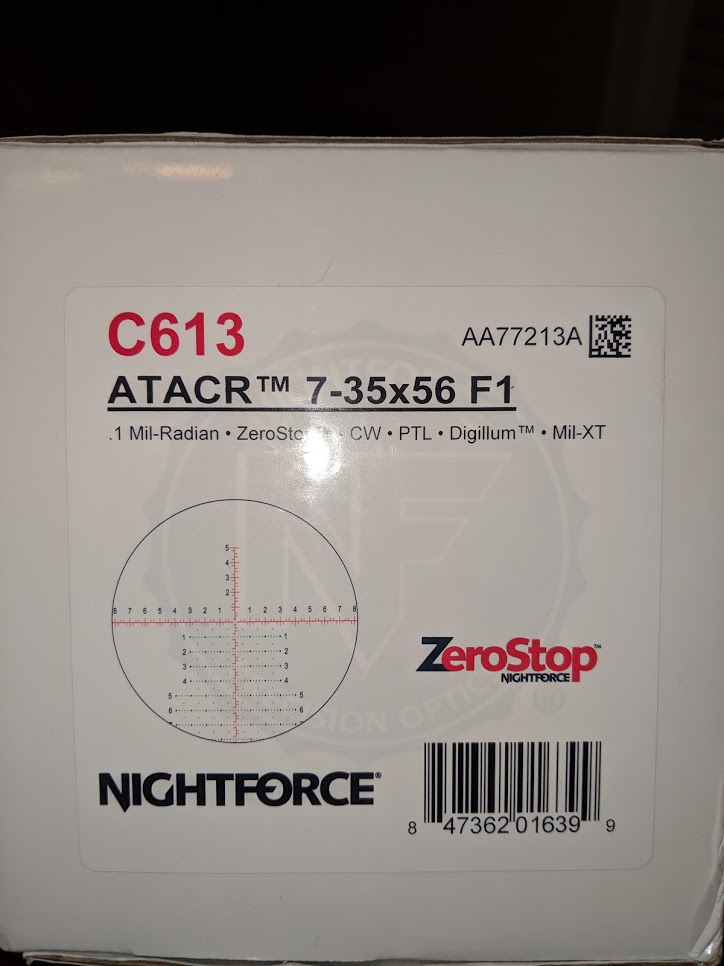 C613
AA77213A
ATACR™ 7-35x56 F1
.1 Mil-Radian • CW • PTL • Digillum™ • Mil-XT
5
4
3
2
8 7 6 5 4 3 2 1 1 2 3 4 5 6 7 8
1 1
2 2
3 3
4 4
5 5
6 6
ZeroStop™
NIGHTFORCE
NIGHTFORCE®
8 47362 01639 9